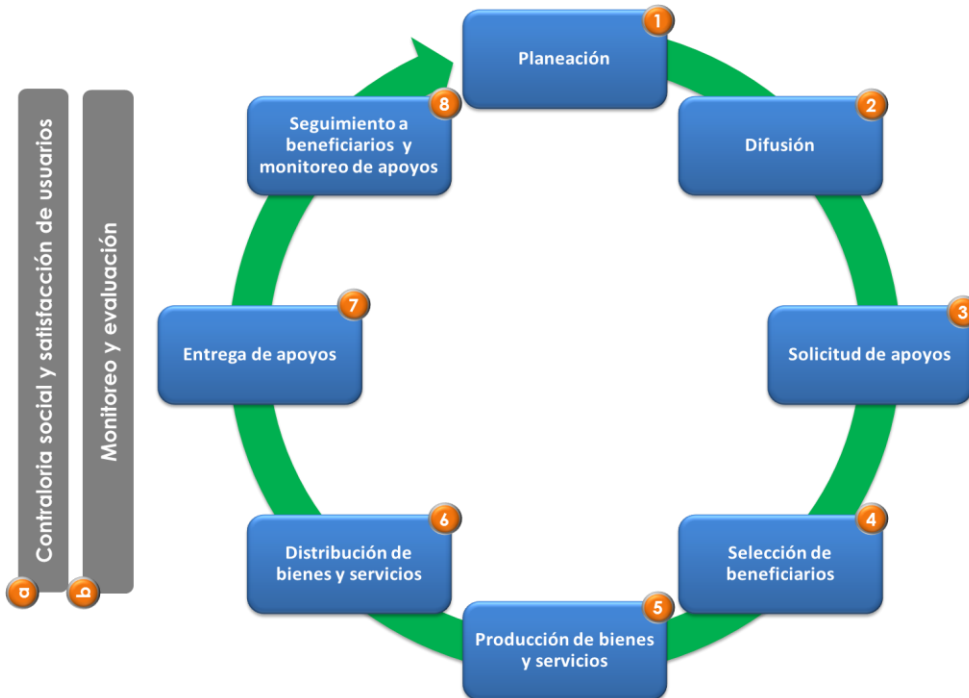 1
Planeación
2
Difusión
3
Solicitud de apoyos
4
Selección de
beneficiarios
5
Producción de bienes
y servicios
6
Distribución de
bienes y servicios
7
Entrega de apoyos
8
Seguimiento a
beneficiarios y
monitoreo de apoyos
a
Contraloria social y satisfacción de usuarios
b
Monitoreo y evaluación